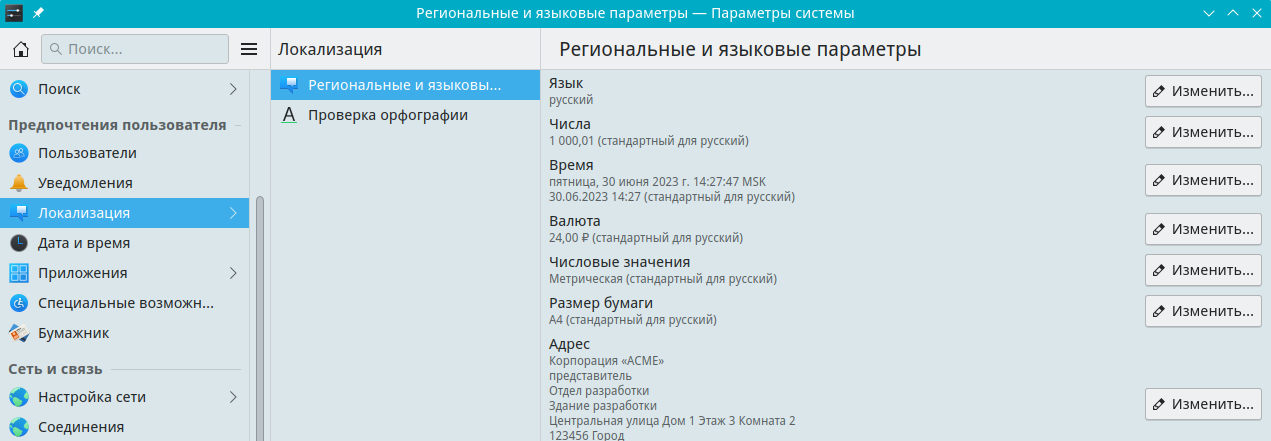 Региональные и языковые параметры — Параметры системы
Поиск...
Локализация
Региональные и языковые параметры
Поиск
Предпочтения пользователя
Пользователи
Уведомления
Локализация
Дата и время
Приложения
Специальные возможн...
Бумажник
Сеть и связь
Настройка сети
Соединения
Региональные и языковы...
Проверка орфографии
Язык
русский
Изменить...
Числа
1 000,01 (стандартный для русский)
Изменить...
Время
пятница, 30 июня 2023 г. 14:27:47 MSK
30.06.2023 14:27 (стандартный для русский)
Изменить...
Валюта
24,00 ₽ (стандартный для русский)
Изменить...
Числовые значения
Метрическая (стандартный для русский)
Изменить...
Размер бумаги
A4 (стандартный для русский)
Изменить...
Адрес
Корпорация «ACME»
представитель
Отдел разработки
Здание разработки
Центральная улица Дом 1 Этаж 3 Комната 2
123456 Город
Изменить...